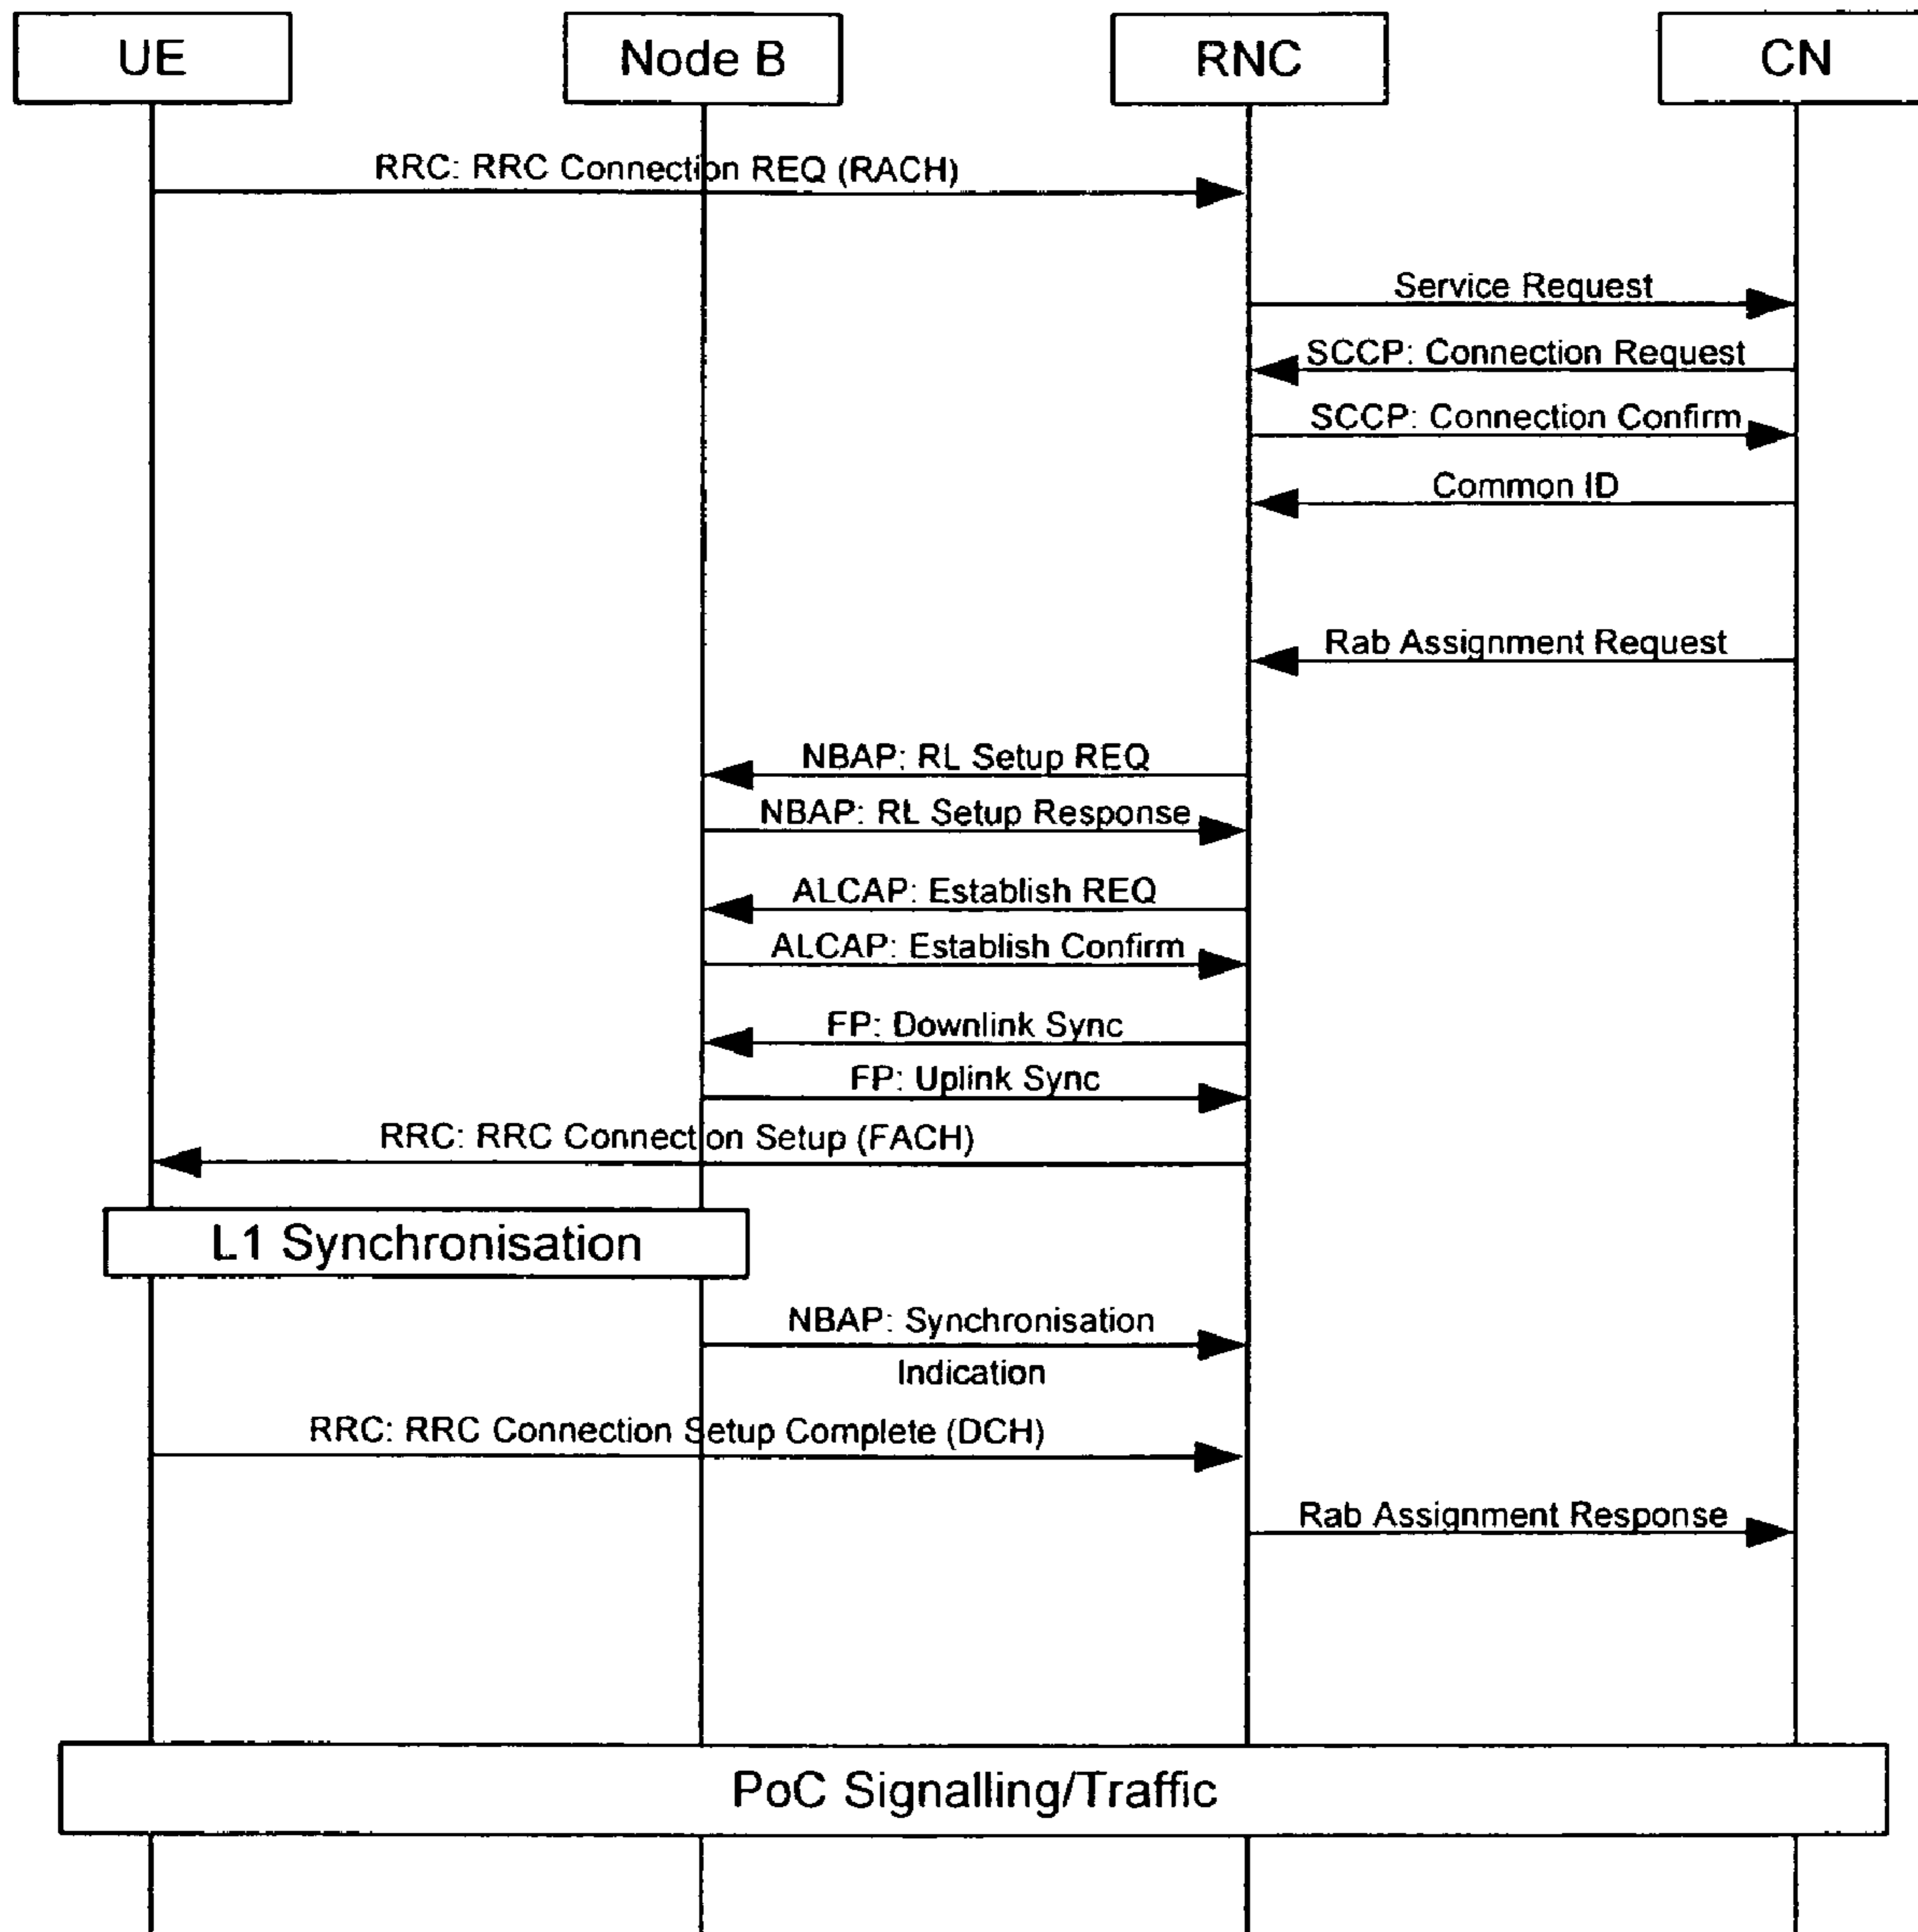 UE
Node B
RNC
CN
RRC: RRC Connection REQ (RACH)
Service Request
SCCP: Connection Request
SCCP: Connection Confirm
Common ID
Rab Assignment Request
NBAP: RL Setup REQ
NBAP: RL Setup Response
ALCAP: Establish REQ
ALCAP: Establish Confirm
FP: Downlink Sync
FP: Uplink Sync
RRC: RRC Connection Setup (FACH)
L1 Synchronisation
NBAP: Synchronisation
Indication
RRC: RRC Connection Setup Complete (DCH)
Rab Assignment Response
PoC Signalling/Traffic